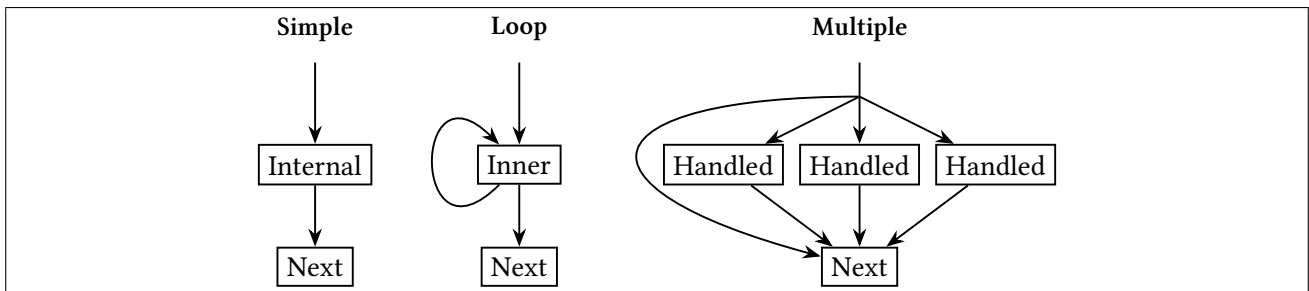 Simple Loop Multiple
Internal Inner Handled Handled Handled
Next Next Next